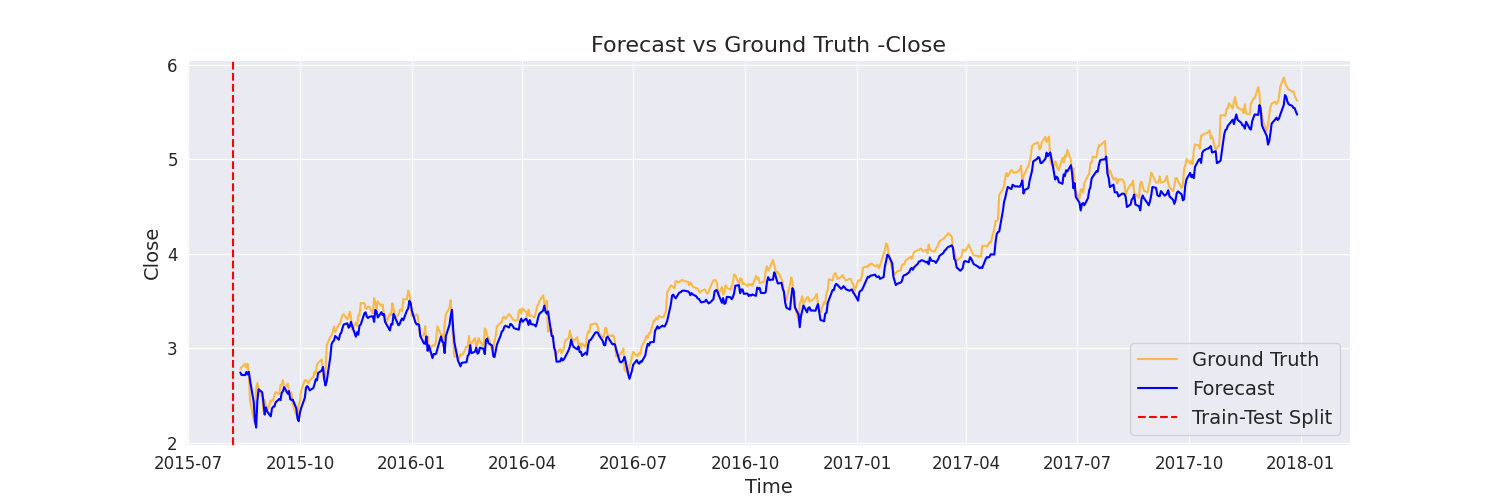 Forecast vs Ground Truth -Close
Close
6
5
4
3
2
2015-07 2015-10 2016-01 2016-04 2016-07 2016-10 2017-01 2017-04 2017-07 2017-10 2018-01
Time
Ground Truth
Forecast
Train-Test Split